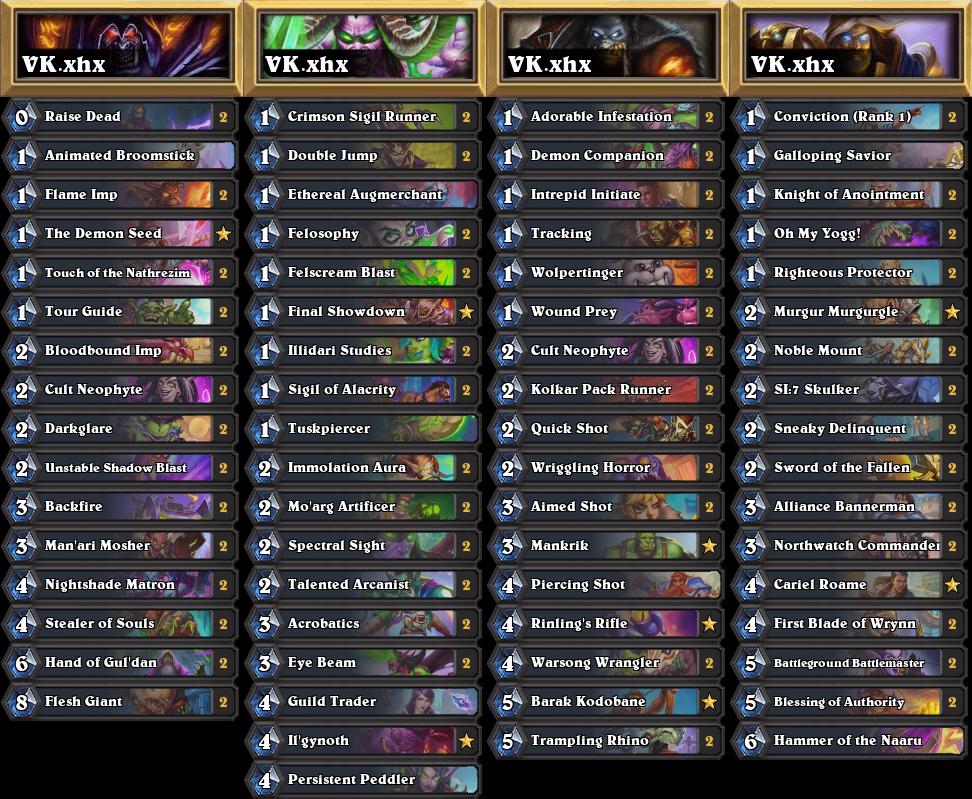 VK.xhx
0 Raise Dead 2
1 Animated Broomstick
1 Flame Imp 2
1 The Demon Seed ★
1 Touch of the Nathrezim 2
1 Tour Guide 2
2 Bloodbound Imp 2
2 Cult Neophyte 2
2 Darkglare 2
2 Unstable Shadow Blast 2
3 Backfire 2
3 Man'ari Mosher 2
4 Nightshade Matron 2
4 Stealer of Souls 2
6 Hand of Gul'dan 2
8 Flesh Giant 2
VK.xhx
1 Crimson Sigil Runner 2
1 Double Jump 2
1 Ethereal Augmerchant
1 Felosophy 2
1 Felscream Blast 2
1 Final Showdown ★
1 Illidari Studies 2
1 Sigil of Alacrity 2
1 Tuskpiercer
2 Immolation Aura 2
2 Mo'arg Artificer 2
2 Spectral Sight 2
2 Talented Arcanist 2
3 Acrobatics 2
3 Eye Beam 2
4 Guild Trader
4 Il'gynoth ★
4 Persistent Peddler
VK.xhx
1 Adorable Infestation 2
1 Demon Companion 2
1 Intrepid Initiate 2
1 Tracking 2
1 Wolpertinger 2
1 Wound Prey 2
2 Cult Neophyte 2
2 Kolkar Pack Runner 2
2 Quick Shot 2
2 Wriggling Horror 2
3 Aimed Shot 2
3 Mankrik ★
4 Piercing Shot
4 Rinling's Rifle ★
4 Warsong Wrangler 2
5 Barak Kodobane ★
5 Trampling Rhino 2
VK.xhx
1 Conviction (Rank 1) 2
1 Galloping Savior
1 Knight of Anointment 2
1 Oh My Yogg! 2
1 Righteous Protector 2
2 Murgur Murgurgle ★
2 Noble Mount 2
2 SI:7 Skulker 2
2 Sneaky Delinquent 2
2 Sword of the Fallen 2
3 Alliance Bannerman 2
3 Northwatch Commander 2
4 Cariel Roame ★
4 First Blade of Wrynn 2
5 Battleground Battlemaster 2
5 Blessing of Authority 2
6 Hammer of the Naaru